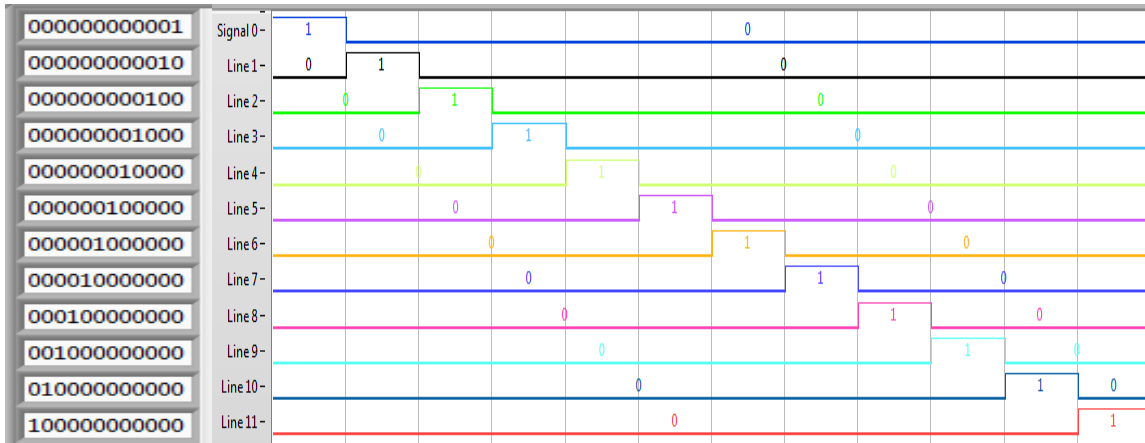 000000000001 Signal 0 1 0
000000000010 Line 1 0 1 0
000000000100 Line 2 0 1 0
000000001000 Line 3 0 1 0
000000010000 Line 4 0 1 0
000000100000 Line 5 0 1 0
000001000000 Line 6 0 1 0
000010000000 Line 7 0 1 0
000100000000 Line 8 0 1 0
001000000000 Line 9 0 1 0
010000000000 Line 10 0 1 0
100000000000 Line 11 0 1